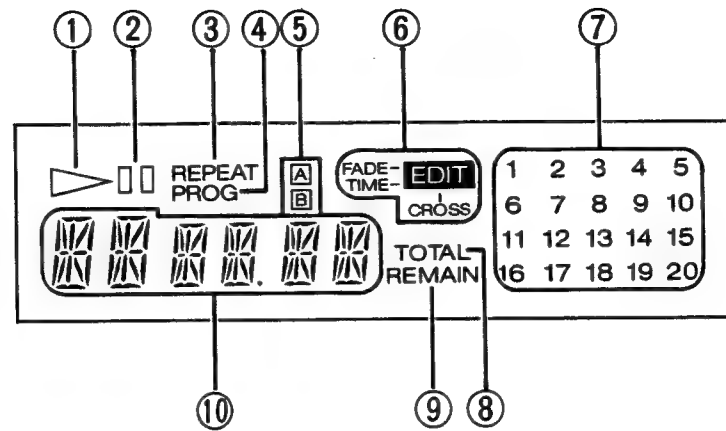 ① ② ③ ④ ⑤ ⑥ ⑦
REPEAT
PROG
A
B
FADE- EDIT
TIME-
CROSS
1 2 3 4 5
6 7 8 9 10
11 12 13 14 15
16 17 18 19 20
TOTAL
REMAIN
⑩ ⑨ ⑧